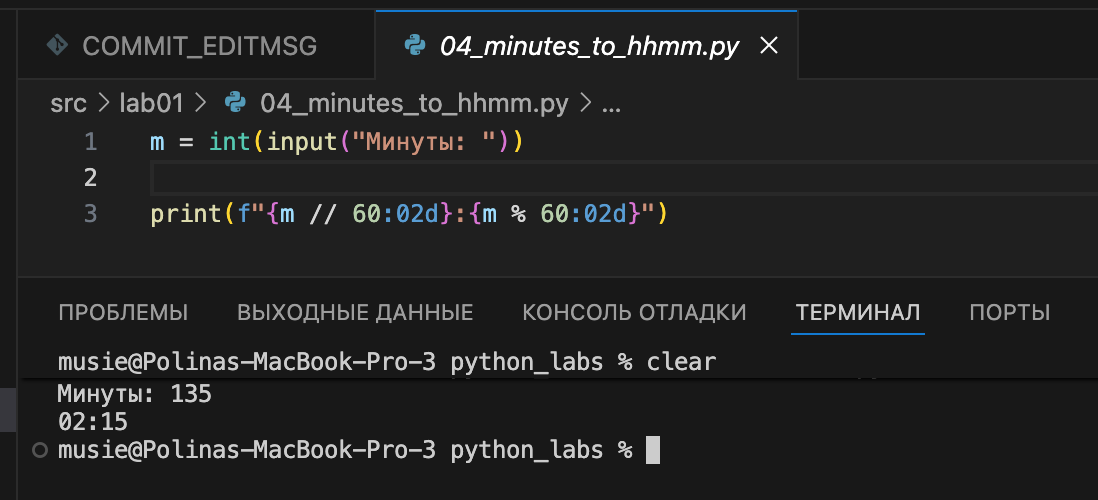 COMMIT_EDITMSG 04_minutes_to_hhmm.py
src > lab01 > 04_minutes_to_hhmm.py > ...
1 m = int(input("Минуты: "))
2
3 print(f"{m // 60:02d}:{m % 60:02d}")
ПРОБЛЕМЫ ВЫХОДНЫЕ ДАННЫЕ КОНСОЛЬ ОТЛАДКИ ТЕРМИНАЛ ПОРТЫ
musie@Polinas-MacBook-Pro-3 python_labs % clear
Минуты: 135
02:15
musie@Polinas-MacBook-Pro-3 python_labs %